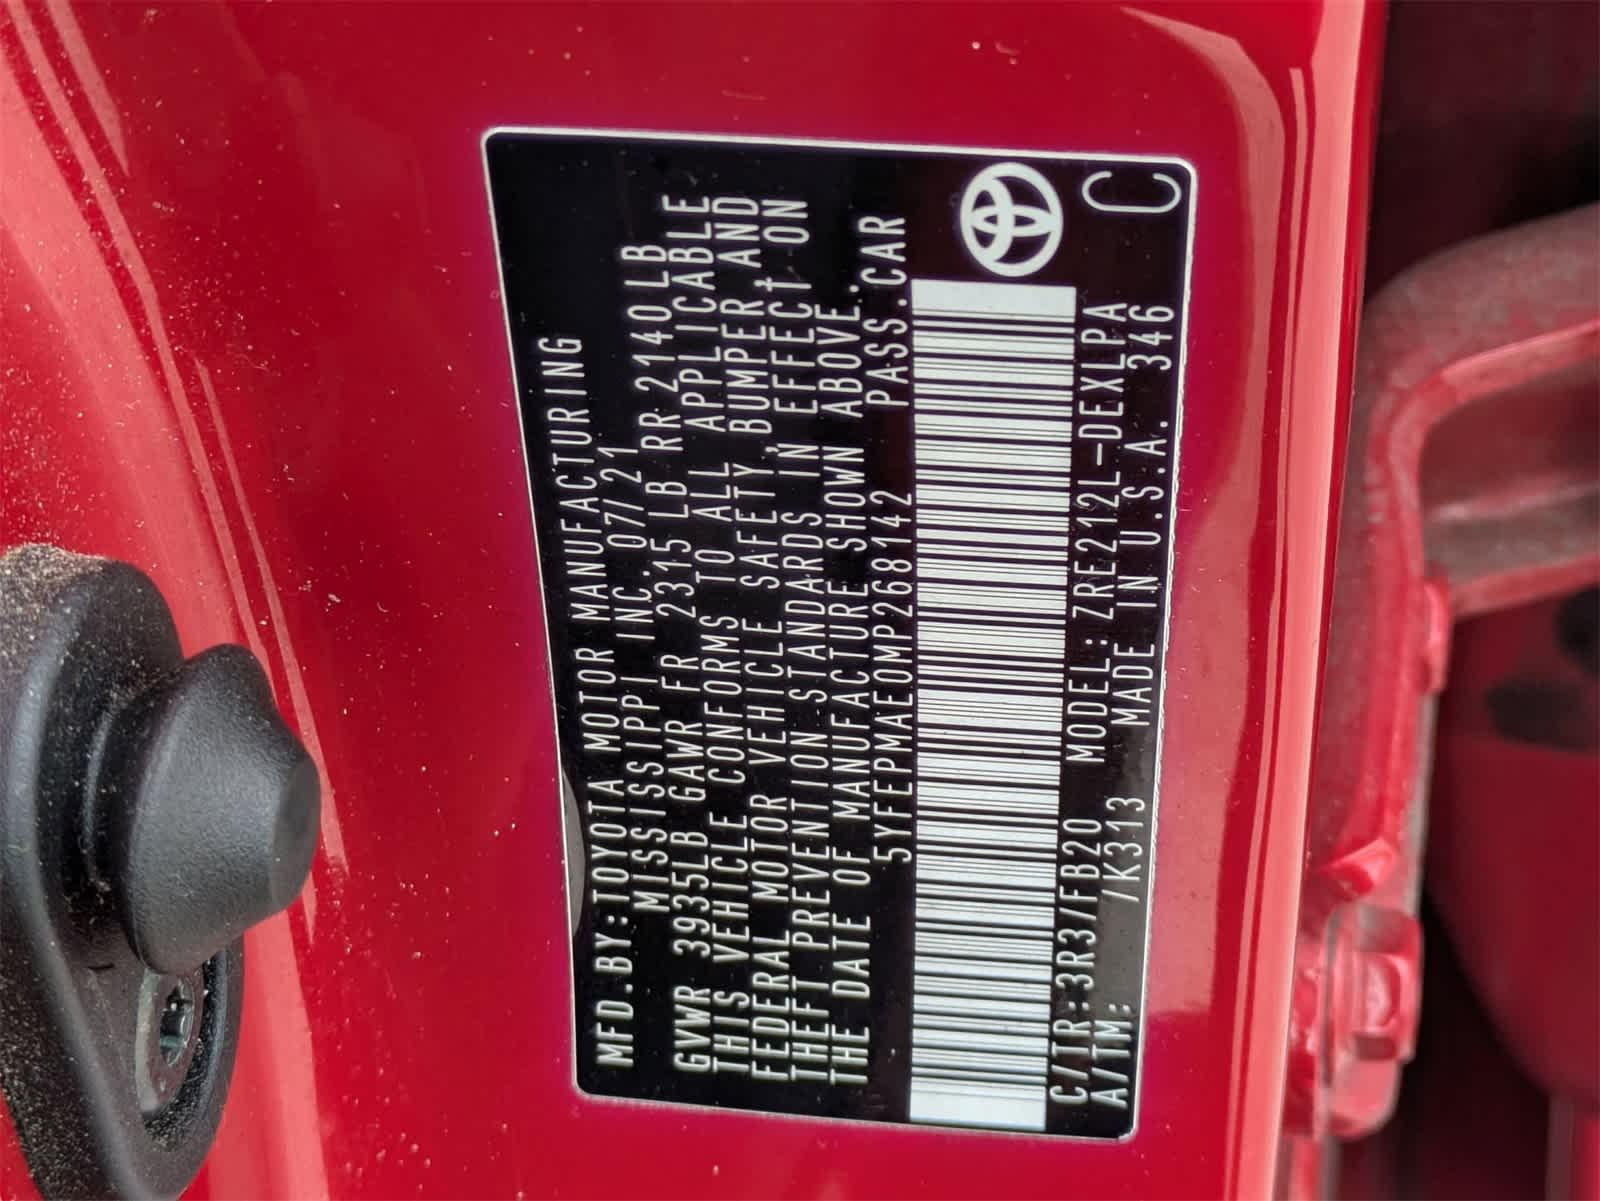 MFD.BY:TOYOTA MOTOR MANUFACTURING
MISSISSIPPI INC 07/21
GVWR 3935LB GAWR FR 2315 LB RR 2140LB
THIS VEHICLE CONFORMS TO ALL APPLICABLE
FEDERAL MOTOR VEHICLE SAFETY, BUMPER AND
THEFT PREVENTION STANDARDS IN EFFECT ON
THE DATE OF MANUFACTURE SHOWN ABOVE.
5YFEPMAE0MP268142 PASS.CAR
C/TR:3R3/FB20 MODEL:ZRE212L-DEXLPA
A/TM: /K313 MADE IN U.S.A. 346
C